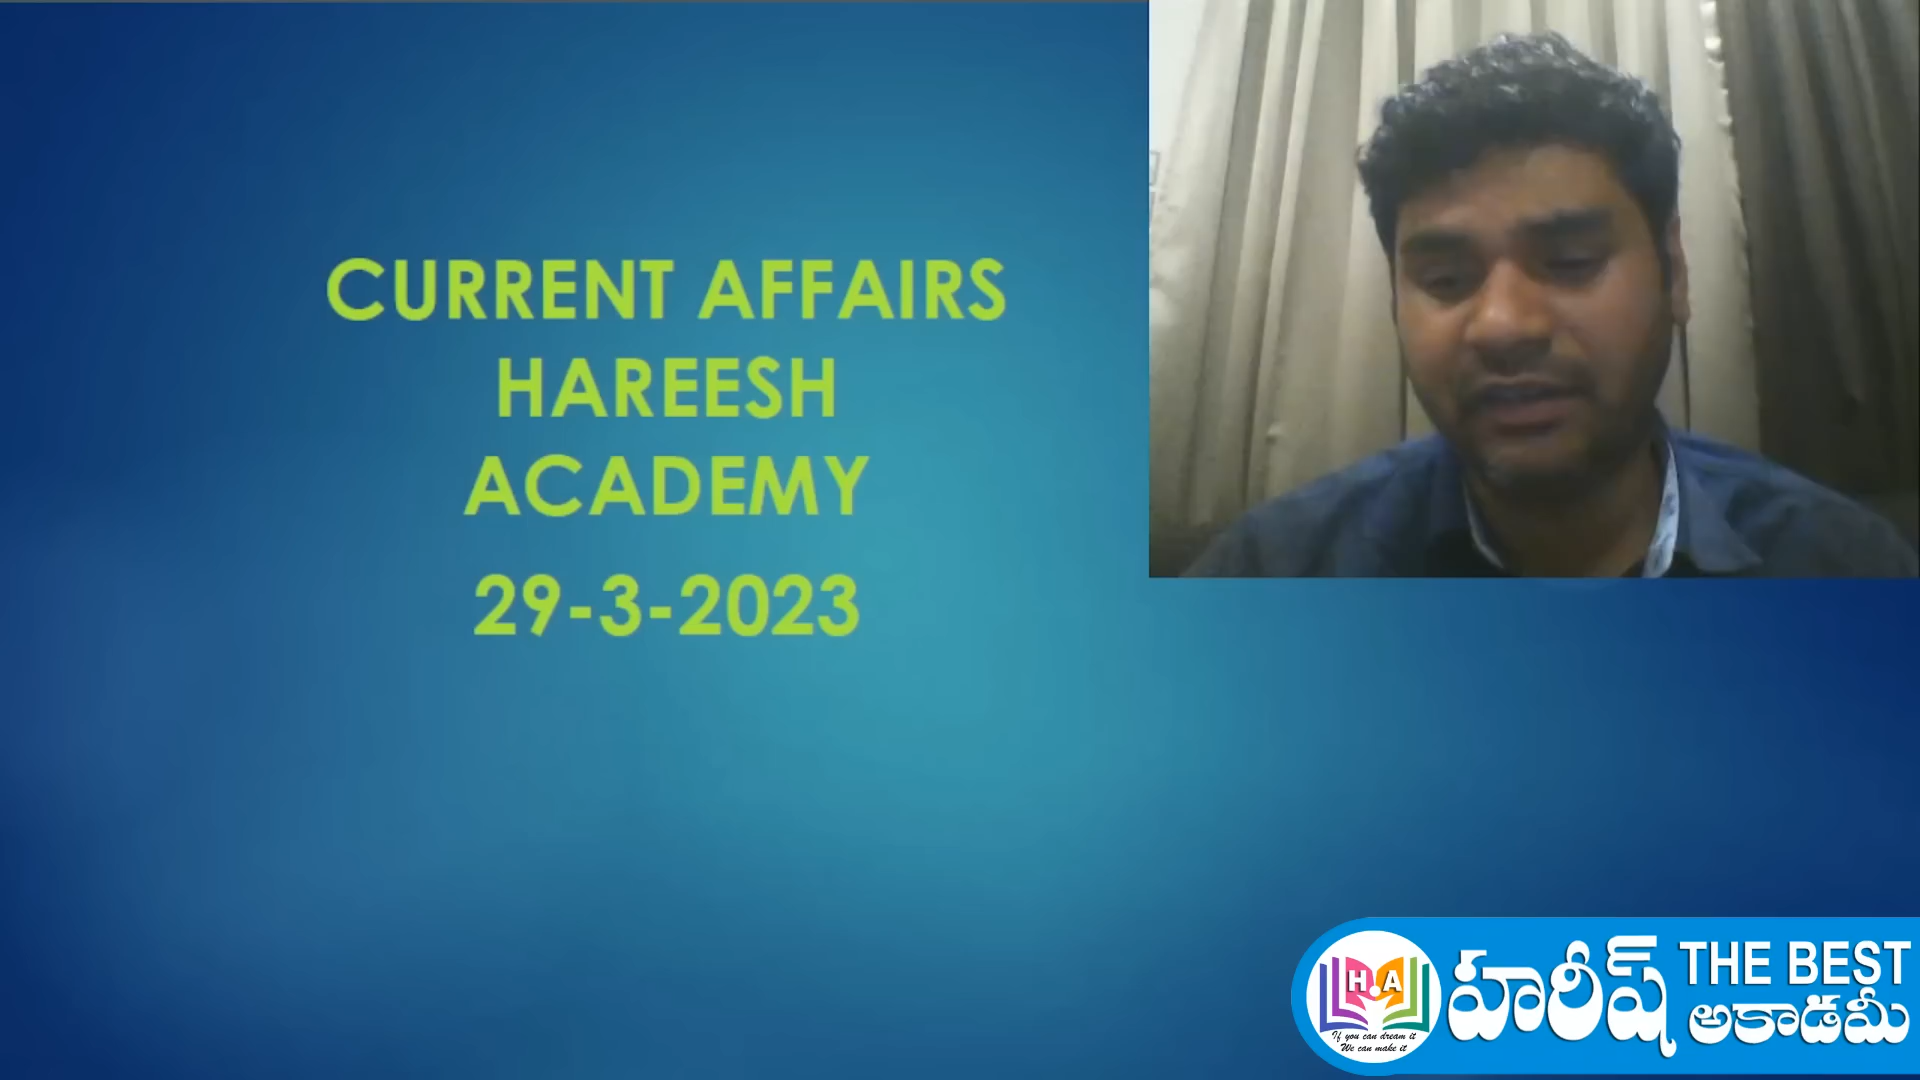 CURRENT AFFAIRS
HAREESH
ACADEMY
29-3-2023
H.A
If you can dream it
We can make it
హరీష్
THE BEST
అకాడమీ